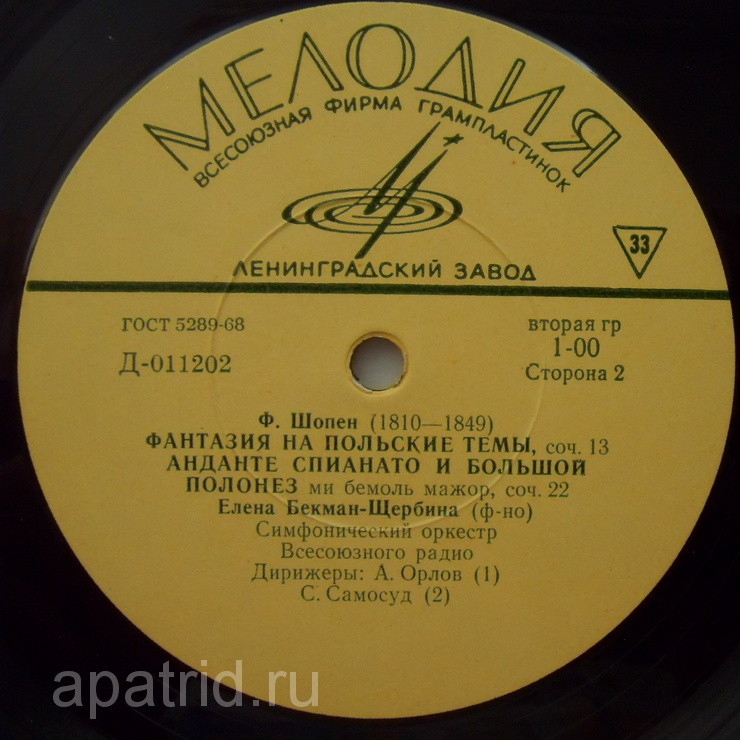 МЕЛОДИЯ
ВСЕСОЮЗНАЯ ФИРМА ГРАМПЛАСТИНОК
33
ЛЕНИНГРАДСКИЙ ЗАВОД
ГОСТ 5289-68
вторая гр
Д-011202
1-00
Сторона 2
Ф. Шопен (1810—1849)
ФАНТАЗИЯ НА ПОЛЬСКИЕ ТЕМЫ, соч. 13
АНДАНТЕ СПИАНАТО И БОЛЬШОЙ
ПОЛОНЕЗ ми бемоль мажор, соч. 22
Елена Бекман-Щербина (ф-но)
Симфонический оркестр
Всесоюзного радио
Дирижеры: А. Орлов (1)
С. Самосуд (2)
apatrid.ru